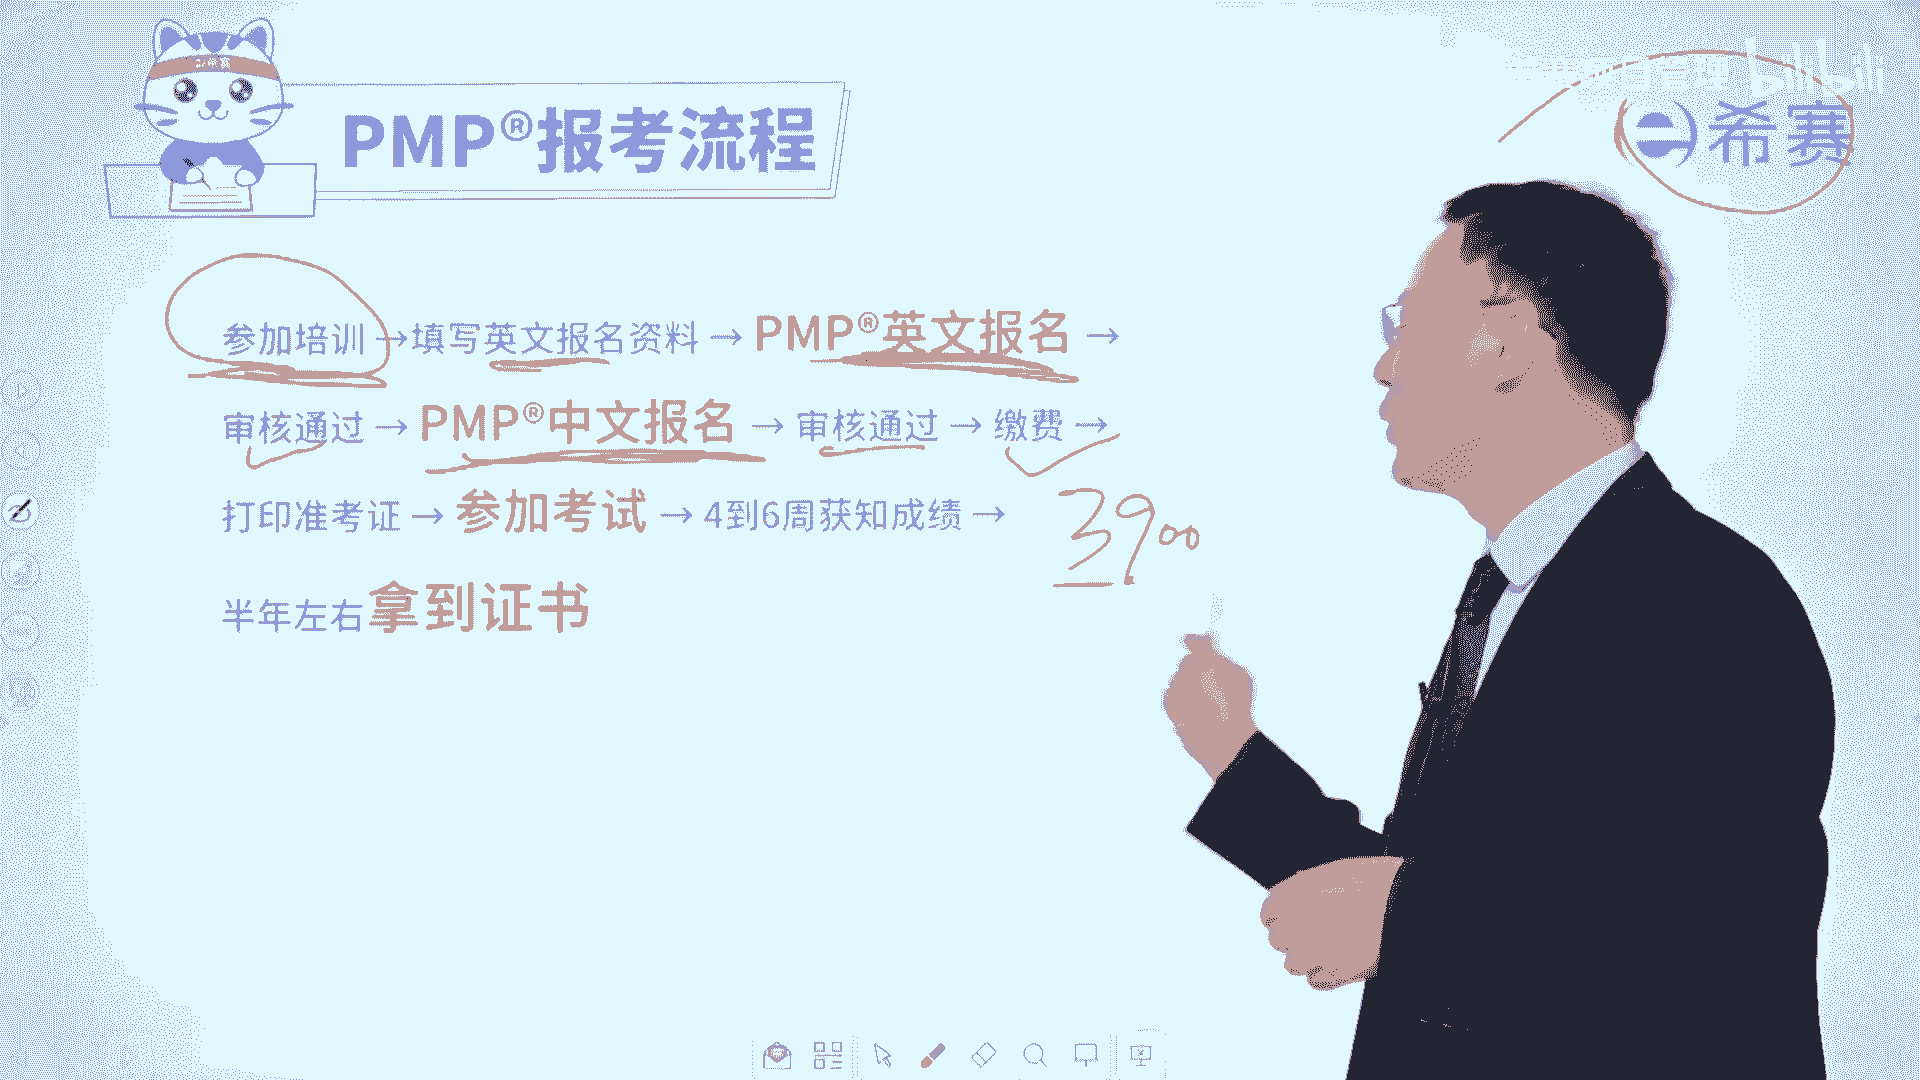 PMP®报考流程
bilibili
希赛
参加培训→填写英文报名资料→PMP®英文报名→
审核通过→PMP®中文报名→审核通过→缴费→
打印准考证→参加考试→4到6周获知成绩→
3900
半年左右拿到证书